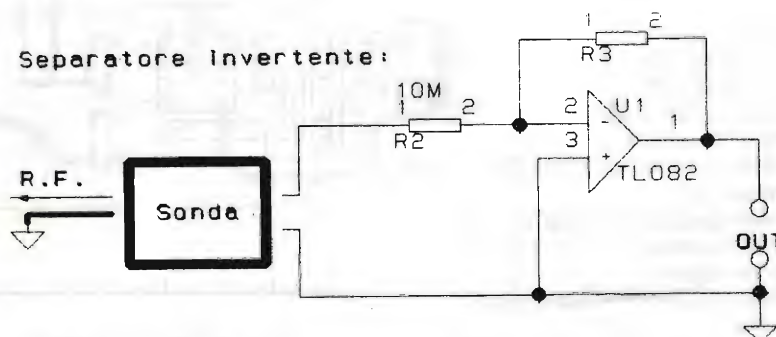 Separatore invertente:
1 2
R3
10M
1 2
R2
2 -
3 +
U1
1
TL082
R.F.
Sonda
OUT